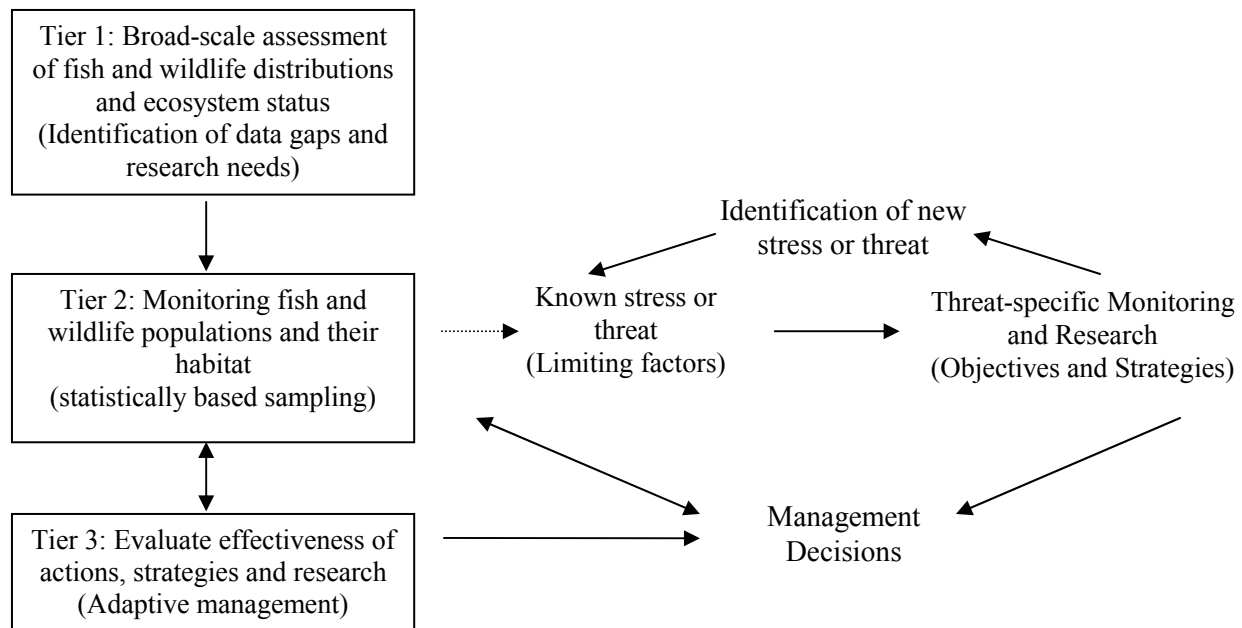 Tier 1: Broad-scale assessment
of fish and wildlife distributions
and ecosystem status
(Identification of data gaps and
research needs)
Identification of new
stress or threat
Tier 2: Monitoring fish and
wildlife populations and their
habitat
(statistically based sampling)
Known stress or
threat
(Limiting factors)
Threat-specific Monitoring
and Research
(Objectives and Strategies)
Tier 3: Evaluate effectiveness of
actions, strategies and research
(Adaptive management)
Management
Decisions